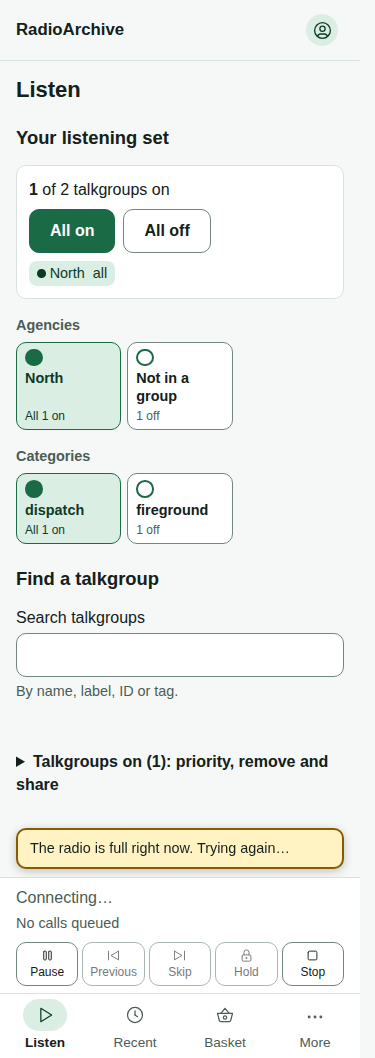 RadioArchive
Listen
Your listening set
1 of 2 talkgroups on
All on All off
North all
Agencies
North
All 1 on
Not in a
group
1 off
Categories
dispatch
All 1 on
fireground
1 off
Find a talkgroup
Search talkgroups
By name, label, ID or tag.
Talkgroups on (1): priority, remove and
share
The radio is full right now. Trying again…
Connecting…
No calls queued
Pause Previous Skip Hold Stop
Listen Recent Basket More